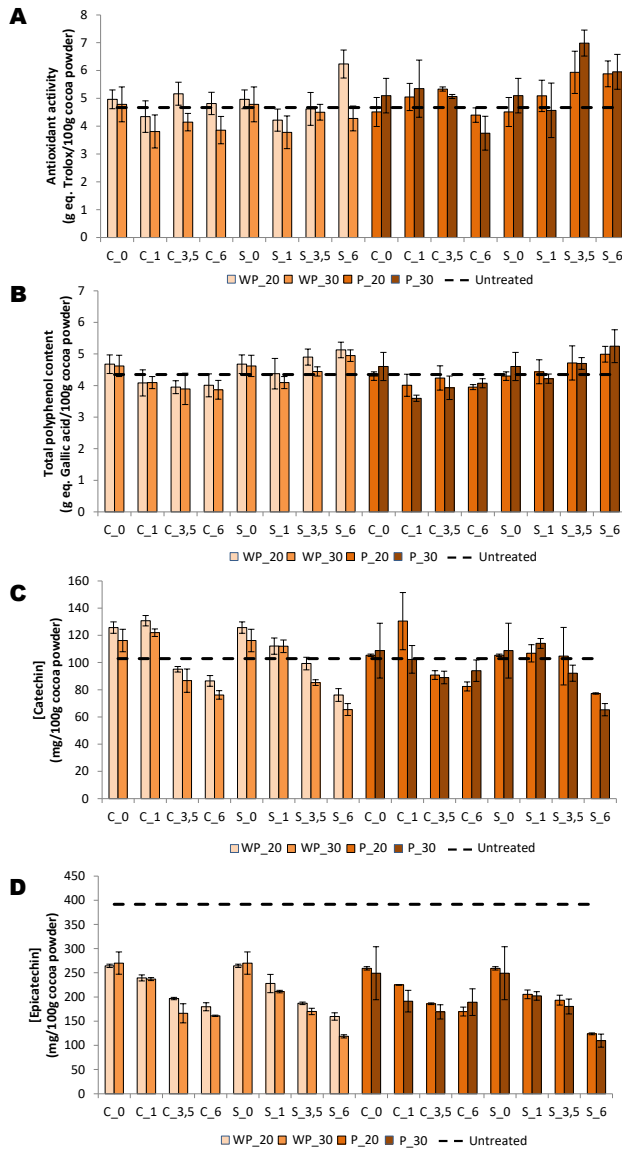 A
Antioxidant activity
(g eq. Trolox/100g cocoa powder)
8
7
6
5
4
3
2
1
0
C_0 C_1 C_3,5 C_6 S_0 S_1 S_3,5 S_6 C_0 C_1 C_3,5 C_6 S_0 S_1 S_3,5 S_6
WP_20 WP_30 P_20 P_30 Untreated
B
Total polyphenol content
(g eq. Gallic acid/100g cocoa powder)
7
6
5
4
3
2
1
0
C_0 C_1 C_3,5 C_6 S_0 S_1 S_3,5 S_6 C_0 C_1 C_3,5 C_6 S_0 S_1 S_3,5 S_6
WP_20 WP_30 P_20 P_30 Untreated
C
[Catechin]
(mg/100g cocoa powder)
160
140
120
100
80
60
40
20
0
C_0 C_1 C_3,5 C_6 S_0 S_1 S_3,5 S_6 C_0 C_1 C_3,5 C_6 S_0 S_1 S_3,5 S_6
WP_20 WP_30 P_20 P_30 Untreated
D
[Epicatechin]
(mg/100g cocoa powder)
450
400
350
300
250
200
150
100
50
0
C_0 C_1 C_3,5 C_6 S_0 S_1 S_3,5 S_6 C_0 C_1 C_3,5 C_6 S_0 S_1 S_3,5 S_6
WP_20 WP_30 P_20 P_30 Untreated